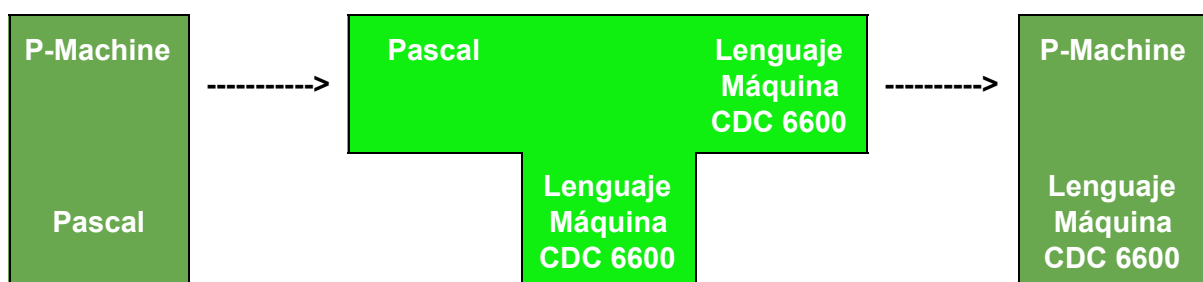 P-Machine
Pascal
----------->
Pascal
Lenguaje
Máquina
CDC 6600
Lenguaje
Máquina
CDC 6600
---------->
P-Machine
Lenguaje
Máquina
CDC 6600